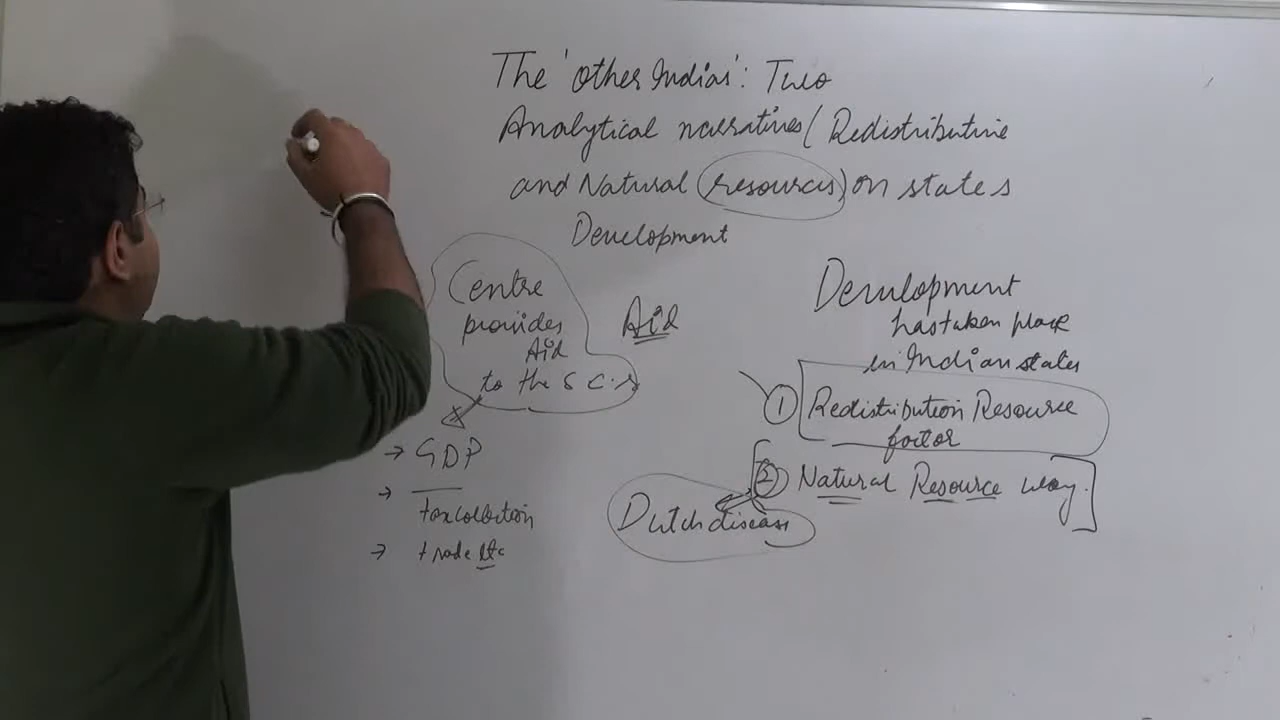 The 'other Indias': Two
Analytical narratives (Redistributive
and Natural resources) on states
Development
Centre
provides
Aid
to the S C.s
Aid
→ GDP
→ tax collection
→ trade etc
Development
has taken place
in Indian states
① Redistribution Resource
factor
② Natural Resource way.
Dutch disease